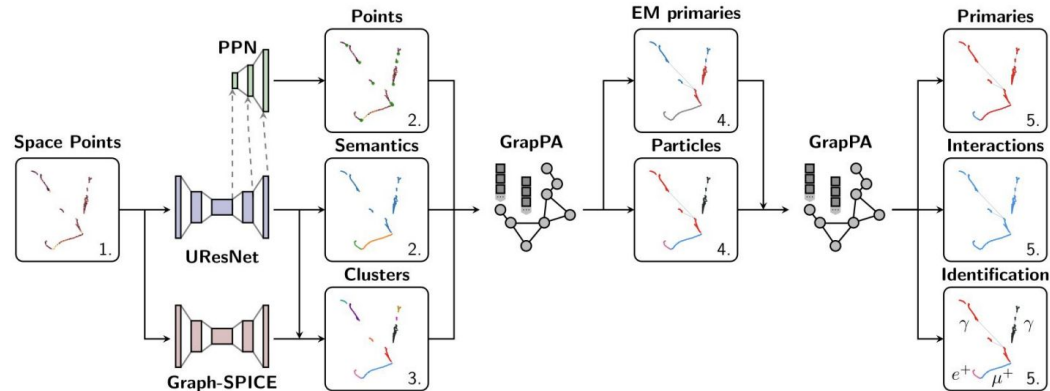 Points
EM primaries
Primaries
PPN
2.
4.
5.
Space Points
Semantics
GrapPA
Particles
GrapPA
Interactions
1.
UResNet
2.
4.
5.
Clusters
Identification
γ
γ
e⁺
μ⁺
Graph-SPICE
3.
5.